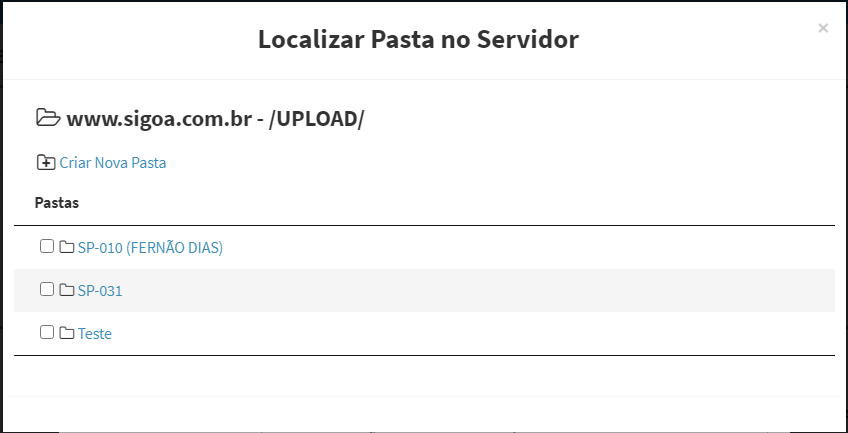 Localizar Pasta no Servidor
×
www.sigoa.com.br - /UPLOAD/
Criar Nova Pasta
Pastas
SP-010 (FERNÃO DIAS)
SP-031
Teste